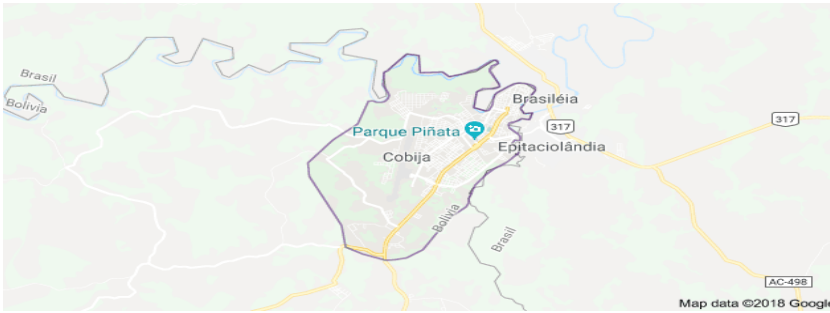 Brasil
Bolivia
Brasiléia
317
317
Parque Piñata
Epitaciolândia
Cobija
Bolivia
Brasil
AC-498
Map data ©2018 Google